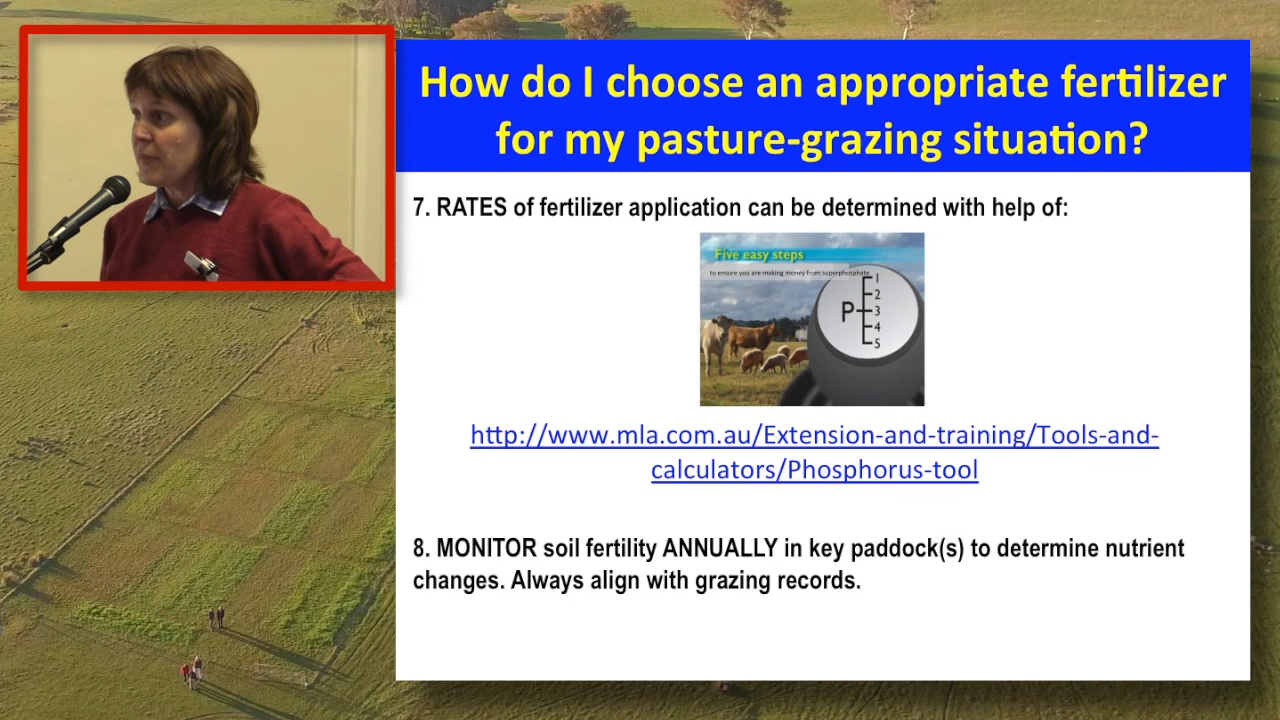 How do I choose an appropriate fertilizer
for my pasture-grazing situation?
7. RATES of fertilizer application can be determined with help of:
Five easy steps
to ensure you are making money from superphosphate
P
1
2
3
4
5
http://www.mla.com.au/Extension-and-training/Tools-and-
calculators/Phosphorus-tool
8. MONITOR soil fertility ANNUALLY in key paddock(s) to determine nutrient
changes. Always align with grazing records.